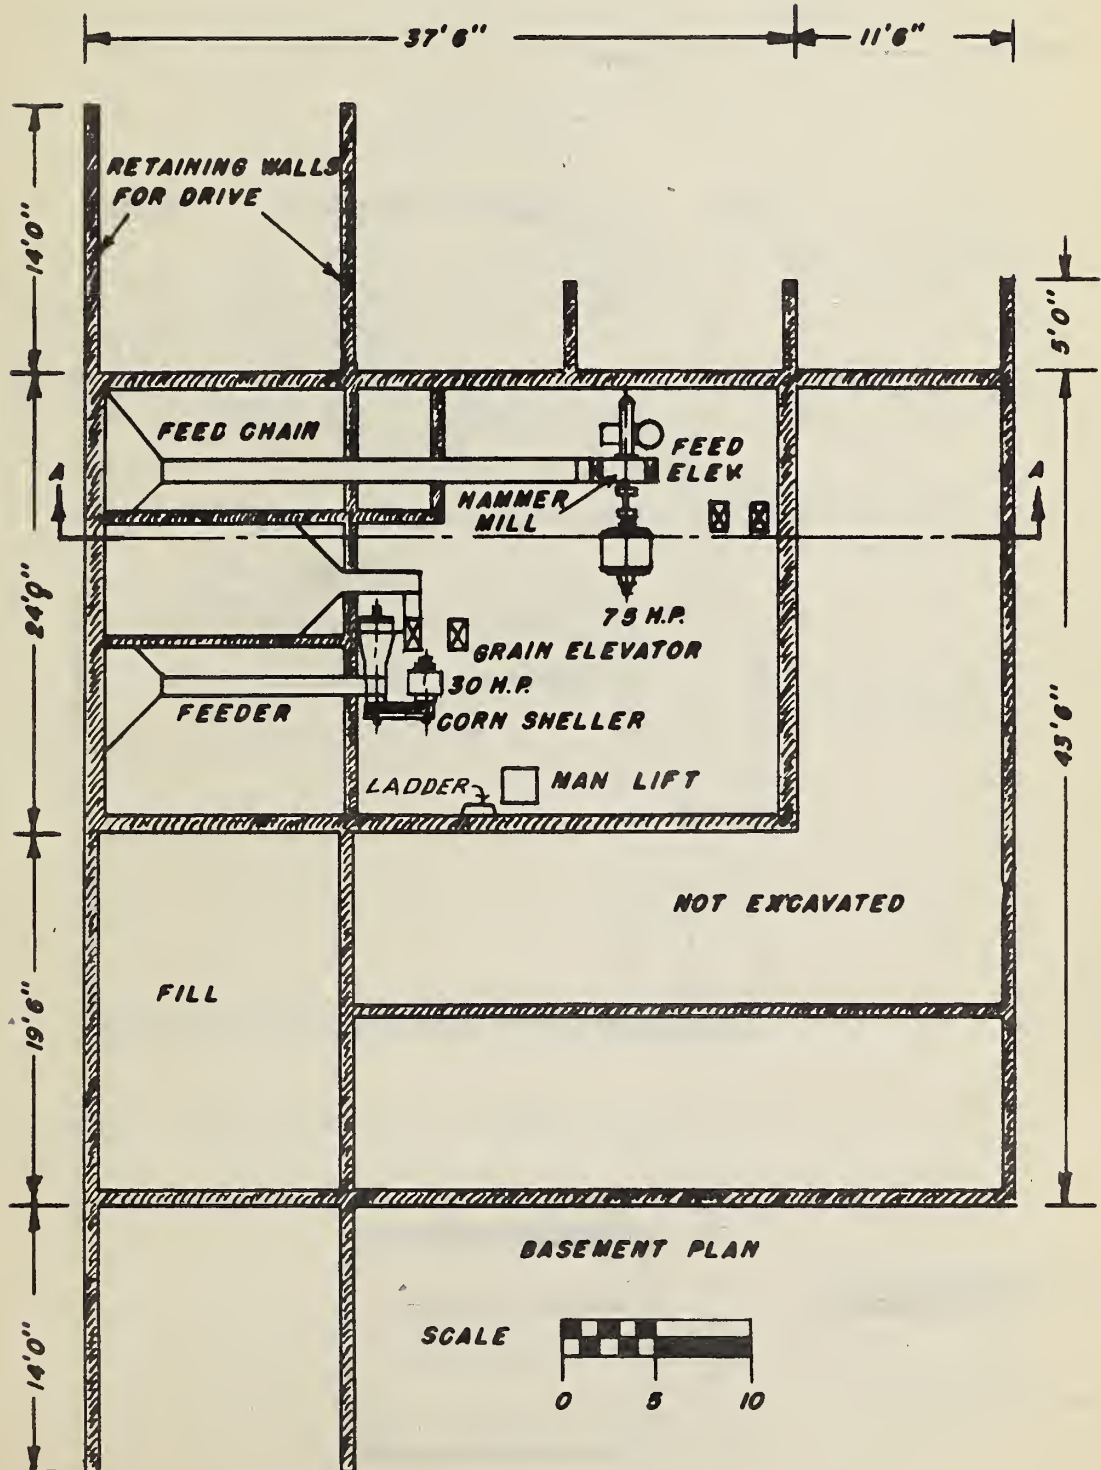 37'6" 11'6"
RETAINING WALLS
FOR DRIVE
14'0"
5'0"
FEED CHAIN
FEED
ELEV.
A
A
HAMMER
MILL
24'0"
75 H.P.
GRAIN ELEVATOR
30 H.P.
FEEDER
CORN SHELLER
43'6"
LADDER
MAN LIFT
NOT EXCAVATED
FILL
19'6"
BASEMENT PLAN
SCALE
0 5 10
14'0"